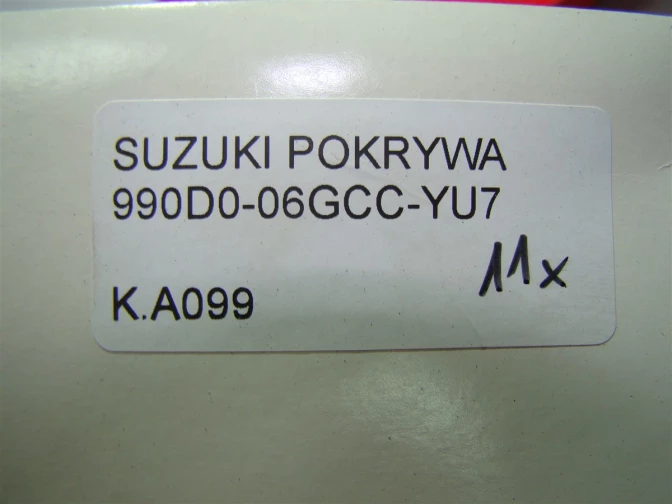 SUZUKI POKRYWA
990D0-06GCC-YU7
11x
K.A099